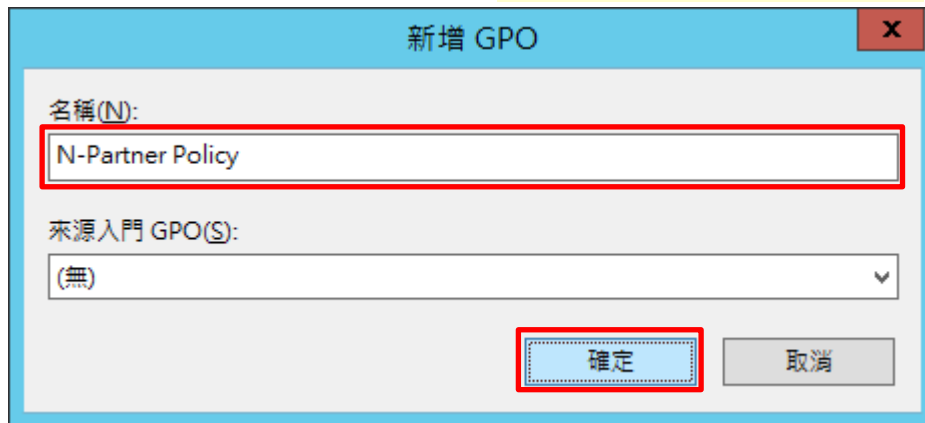 新增 GPO
x
名稱(N):
N-Partner Policy
來源入門 GPO(S):
(無)
確定
取消